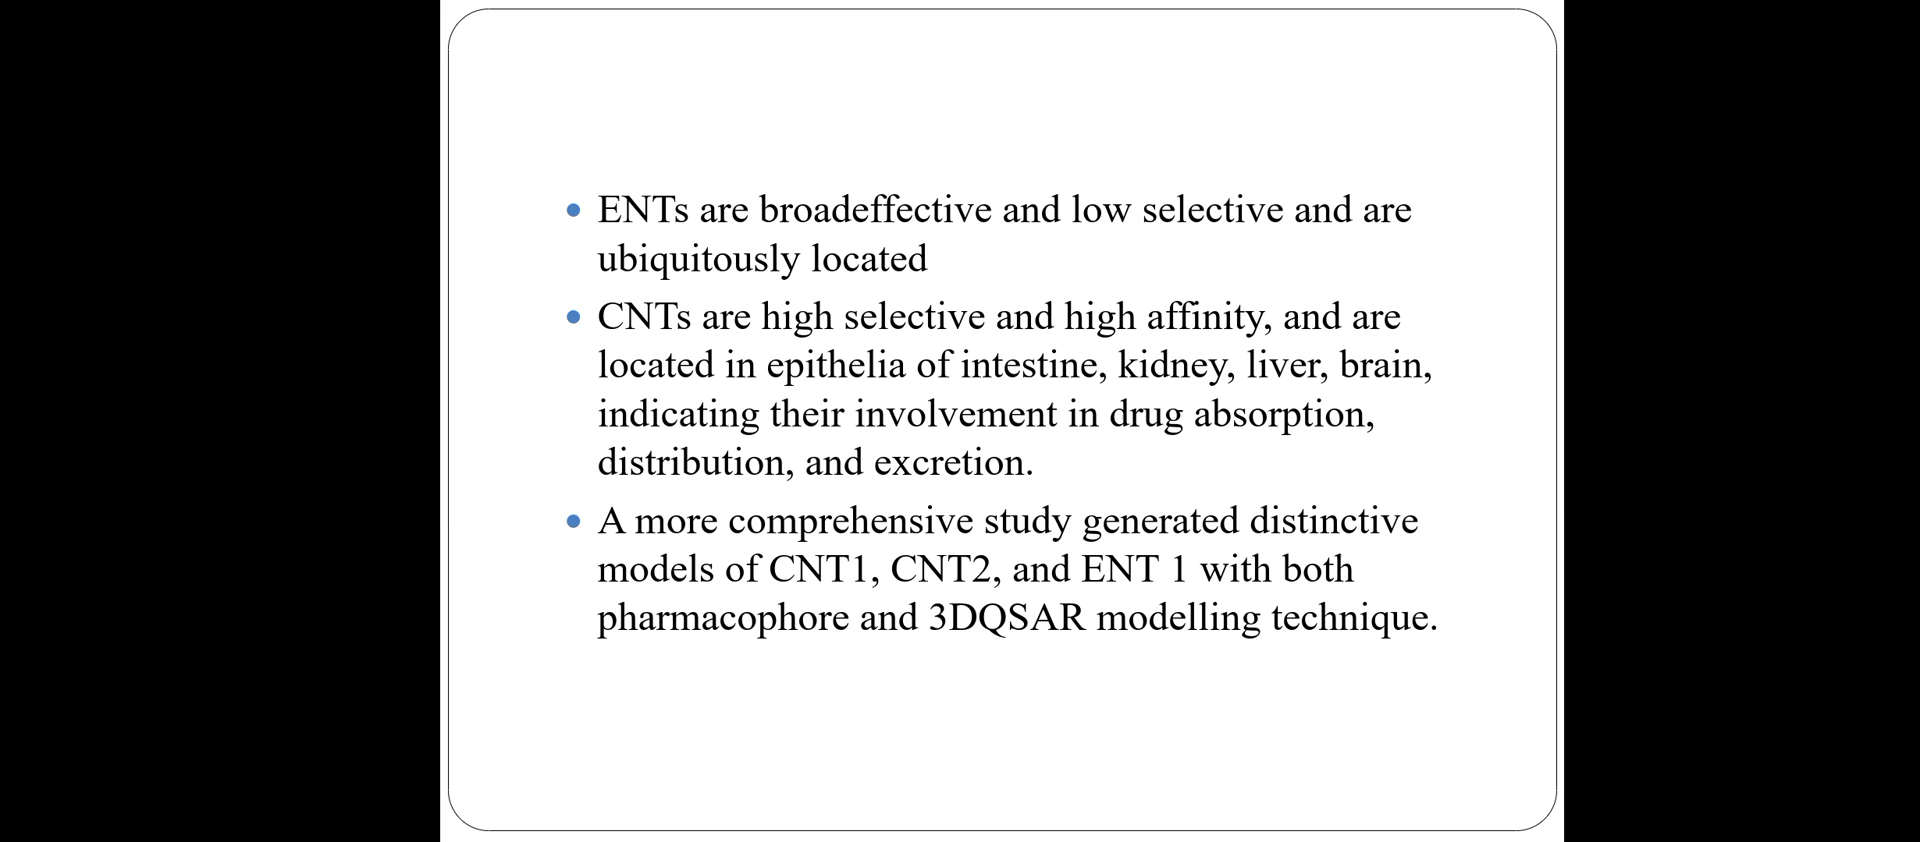 • ENTs are broadeffective and low selective and are
ubiquitously located
• CNTs are high selective and high affinity, and are
located in epithelia of intestine, kidney, liver, brain,
indicating their involvement in drug absorption,
distribution, and excretion.
• A more comprehensive study generated distinctive
models of CNT1, CNT2, and ENT 1 with both
pharmacophore and 3DQSAR modelling technique.